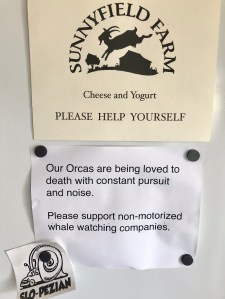 SUNNYFIELD FARM
Cheese and Yogurt
PLEASE HELP YOURSELF
Our Orcas are being loved to
death with constant pursuit
and noise.
Please support non-motorized
whale watching companies.
SLO-PEZIAN